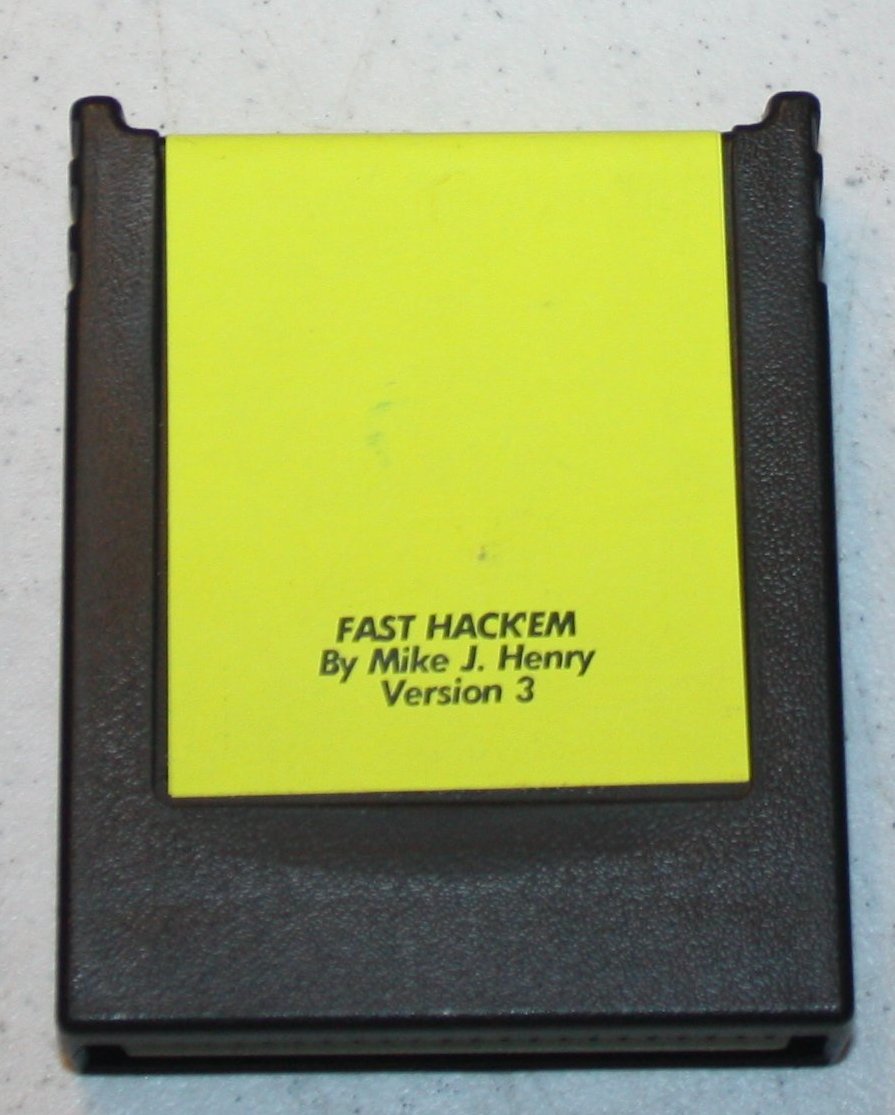 FAST HACK'EM
By Mike J. Henry
Version 3